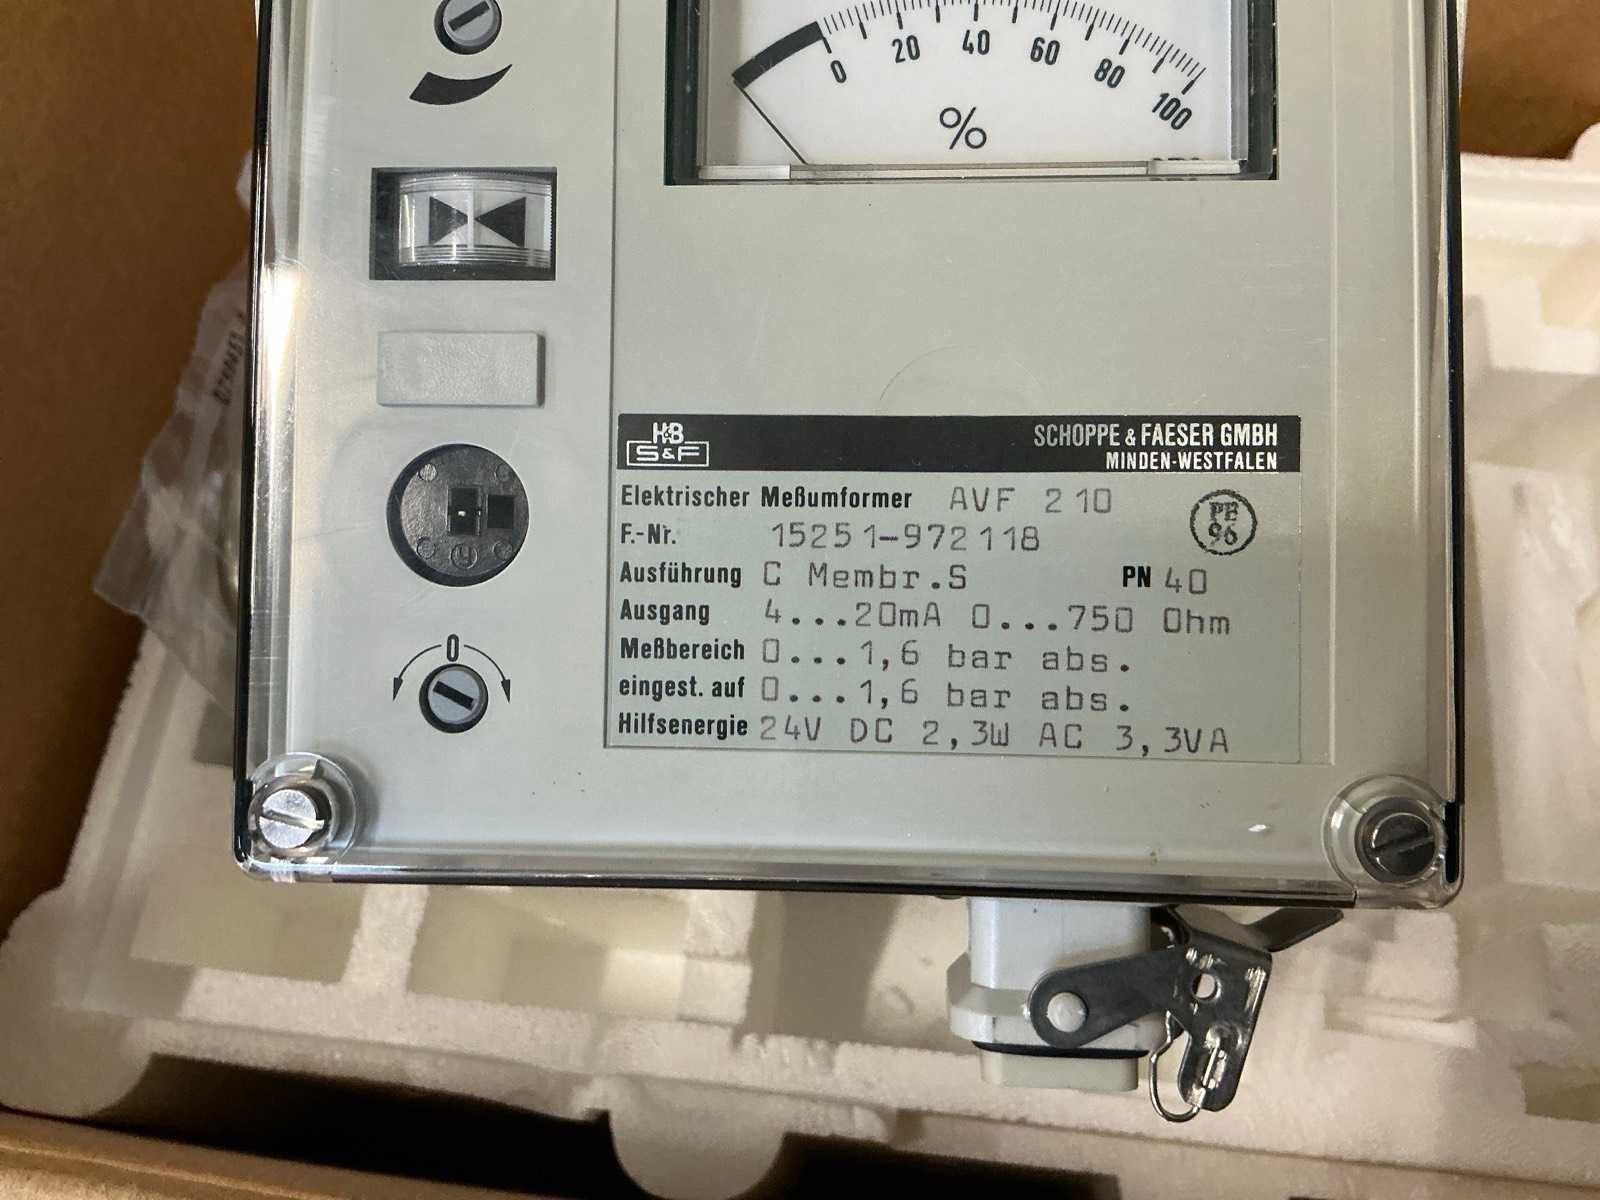 0 20 40 60 80 100
%
0
H&B
S&F
SCHOPPE & FAESER GMBH
MINDEN-WESTFALEN
Elektrischer Meßumformer AVF 210
PE
96
F.-Nr. 15251-972118
Ausführung C Membr.S PN 40
Ausgang 4...20mA 0...750 Ohm
Meßbereich 0...1,6 bar abs.
eingest. auf 0...1,6 bar abs.
Hilfsenergie 24V DC 2,3W AC 3,3VA